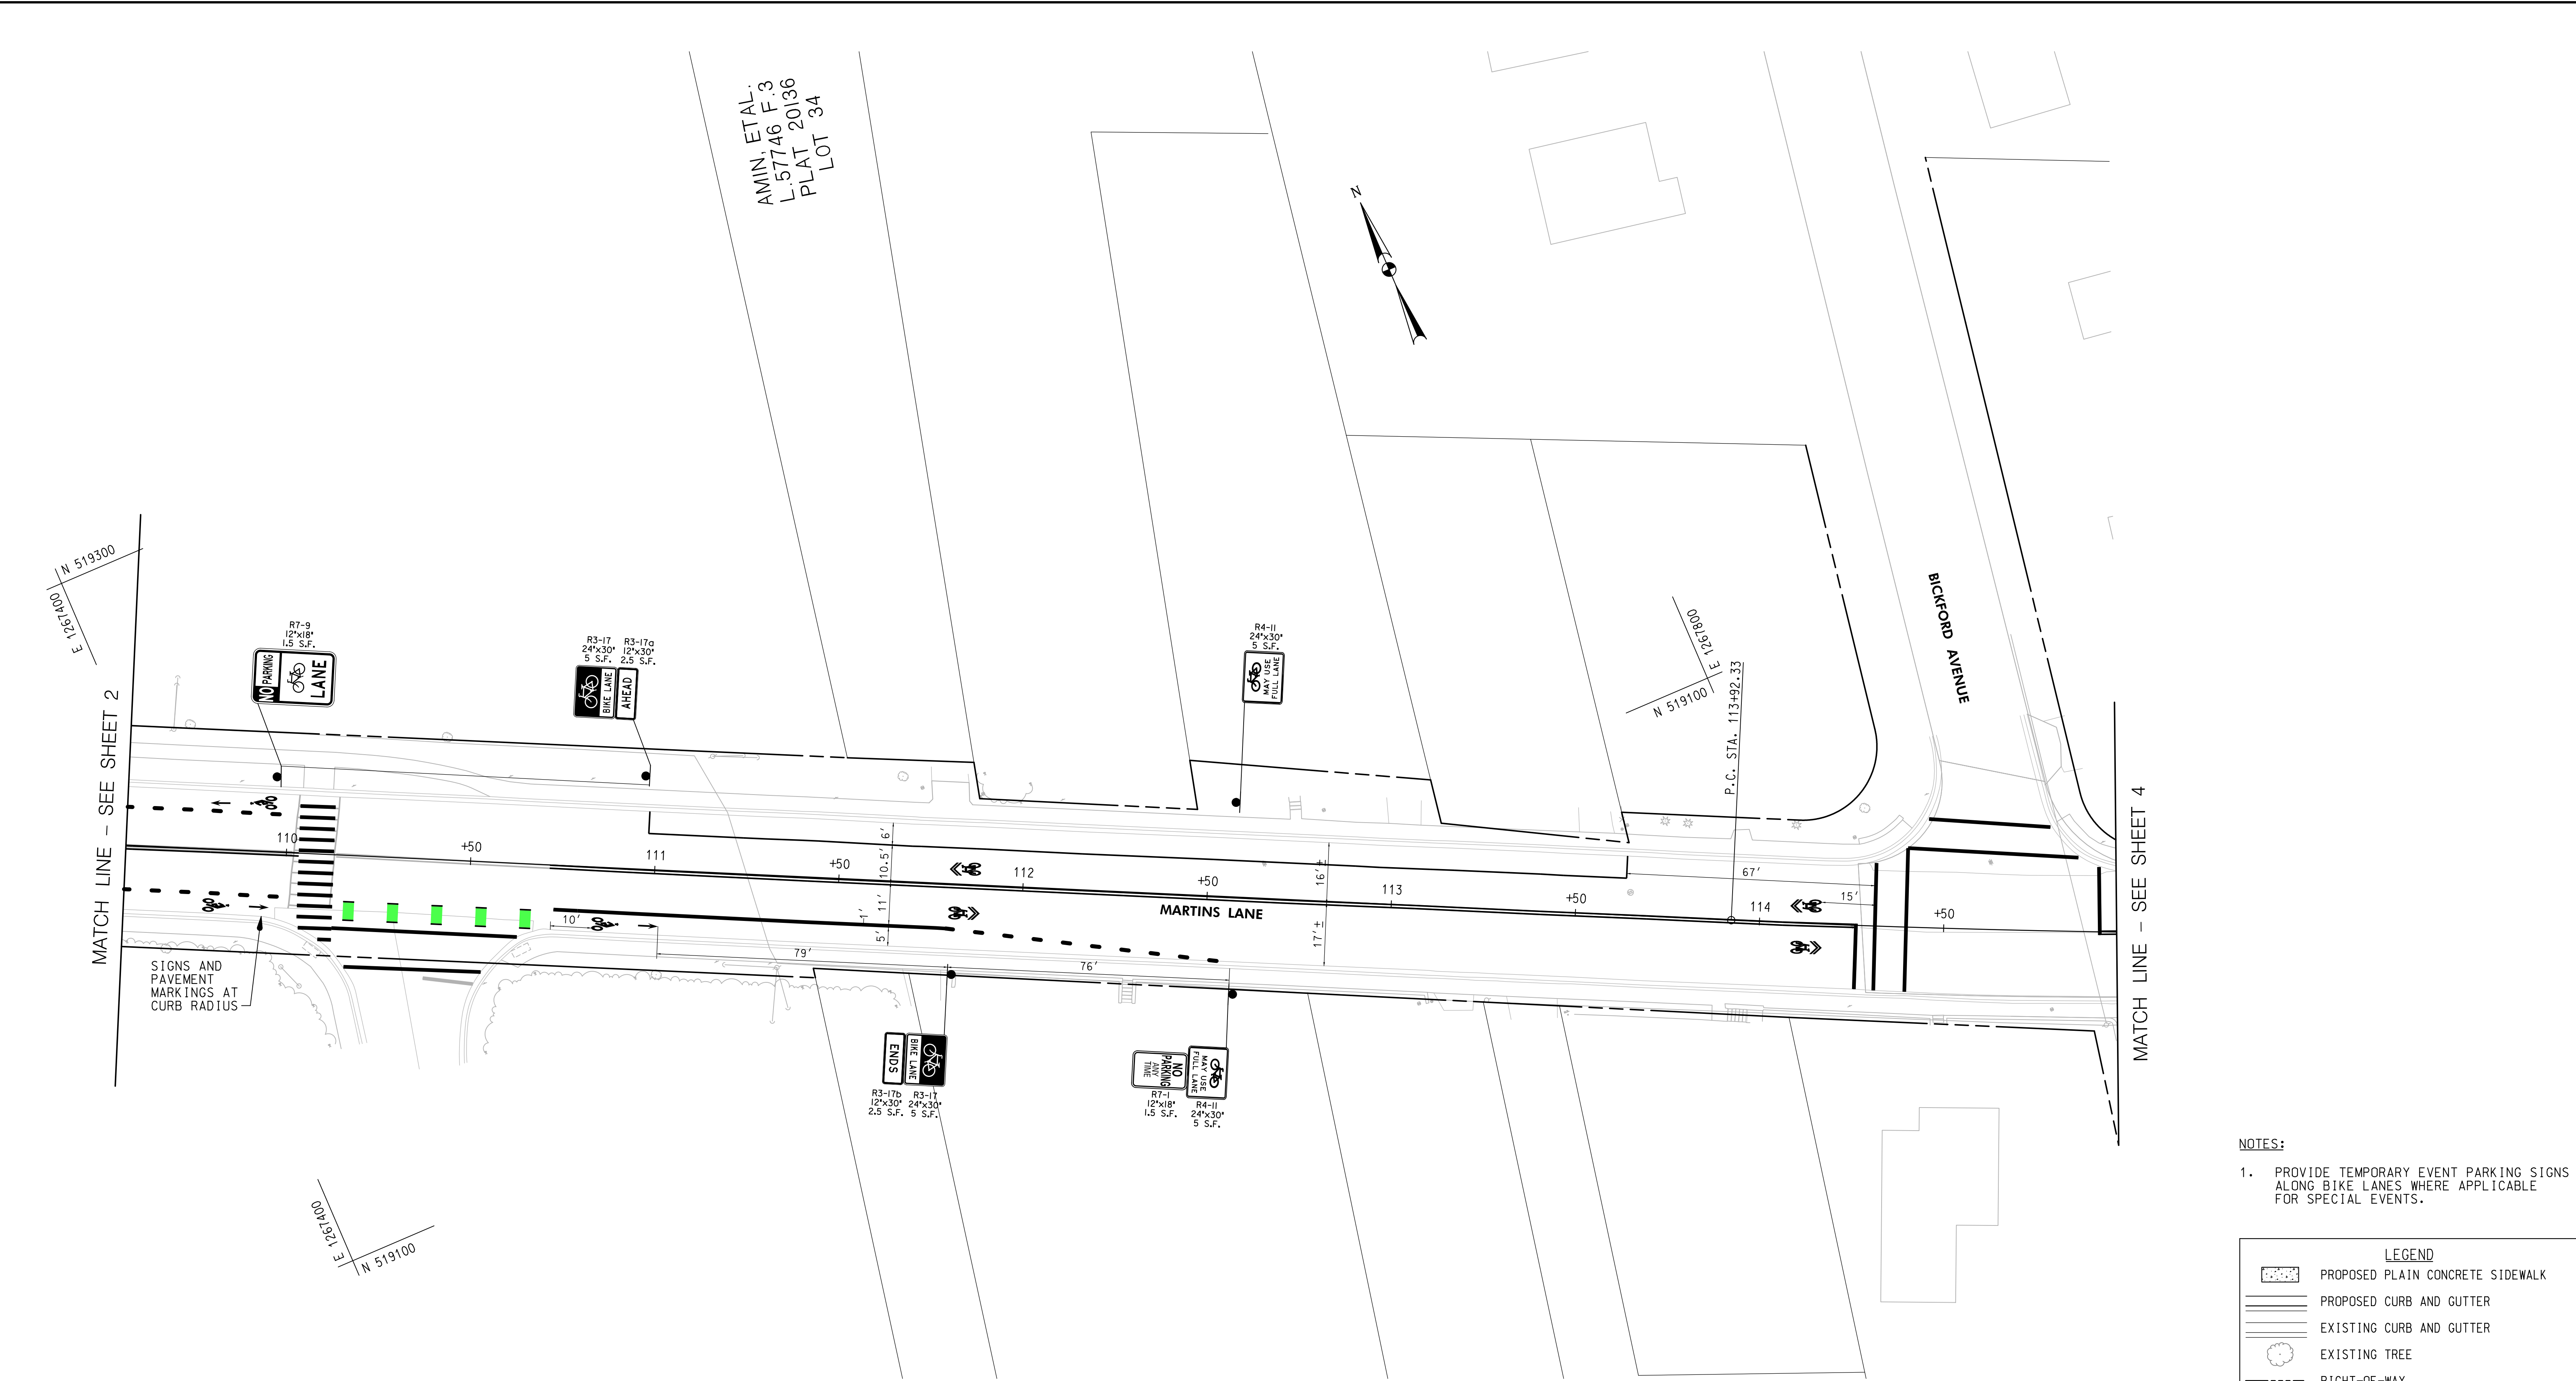 AMIN, ETAL.
L.57746 F.3
PLAT 20136
LOT 34
N
N 519300
E 1267400
MATCH LINE - SEE SHEET 2
R7-9
12"x18"
1.5 S.F.
NO PARKING
LANE
R3-17
24"x30"
5 S.F.
R3-17a
12"x30"
2.5 S.F.
BIKE LANE
AHEAD
R4-11
24"x30"
5 S.F.
MAY USE
FULL LANE
E 1267800
N 519100
P.C. STA. 113+92.33
BICKFORD AVENUE
110
+50
111
+50
112
+50
113
+50
114
+50
6'
10.5'
11'
1'
5'
16'±
17'±
67'
15'
10'
79'
76'
MARTINS LANE
MATCH LINE - SEE SHEET 4
SIGNS AND
PAVEMENT
MARKINGS AT
CURB RADIUS
ENDS
BIKE LANE
R3-17b
12"x30"
2.5 S.F.
R3-17
24"x30"
5 S.F.
NO
PARKING
ANY
TIME
MAY USE
FULL LANE
R7-1
12"x18"
1.5 S.F.
R4-11
24"x30"
5 S.F.
E 1267400
N 519100
NOTES:
1. PROVIDE TEMPORARY EVENT PARKING SIGNS
ALONG BIKE LANES WHERE APPLICABLE
FOR SPECIAL EVENTS.
LEGEND
PROPOSED PLAIN CONCRETE SIDEWALK
PROPOSED CURB AND GUTTER
EXISTING CURB AND GUTTER
EXISTING TREE
RIGHT-OF-WAY